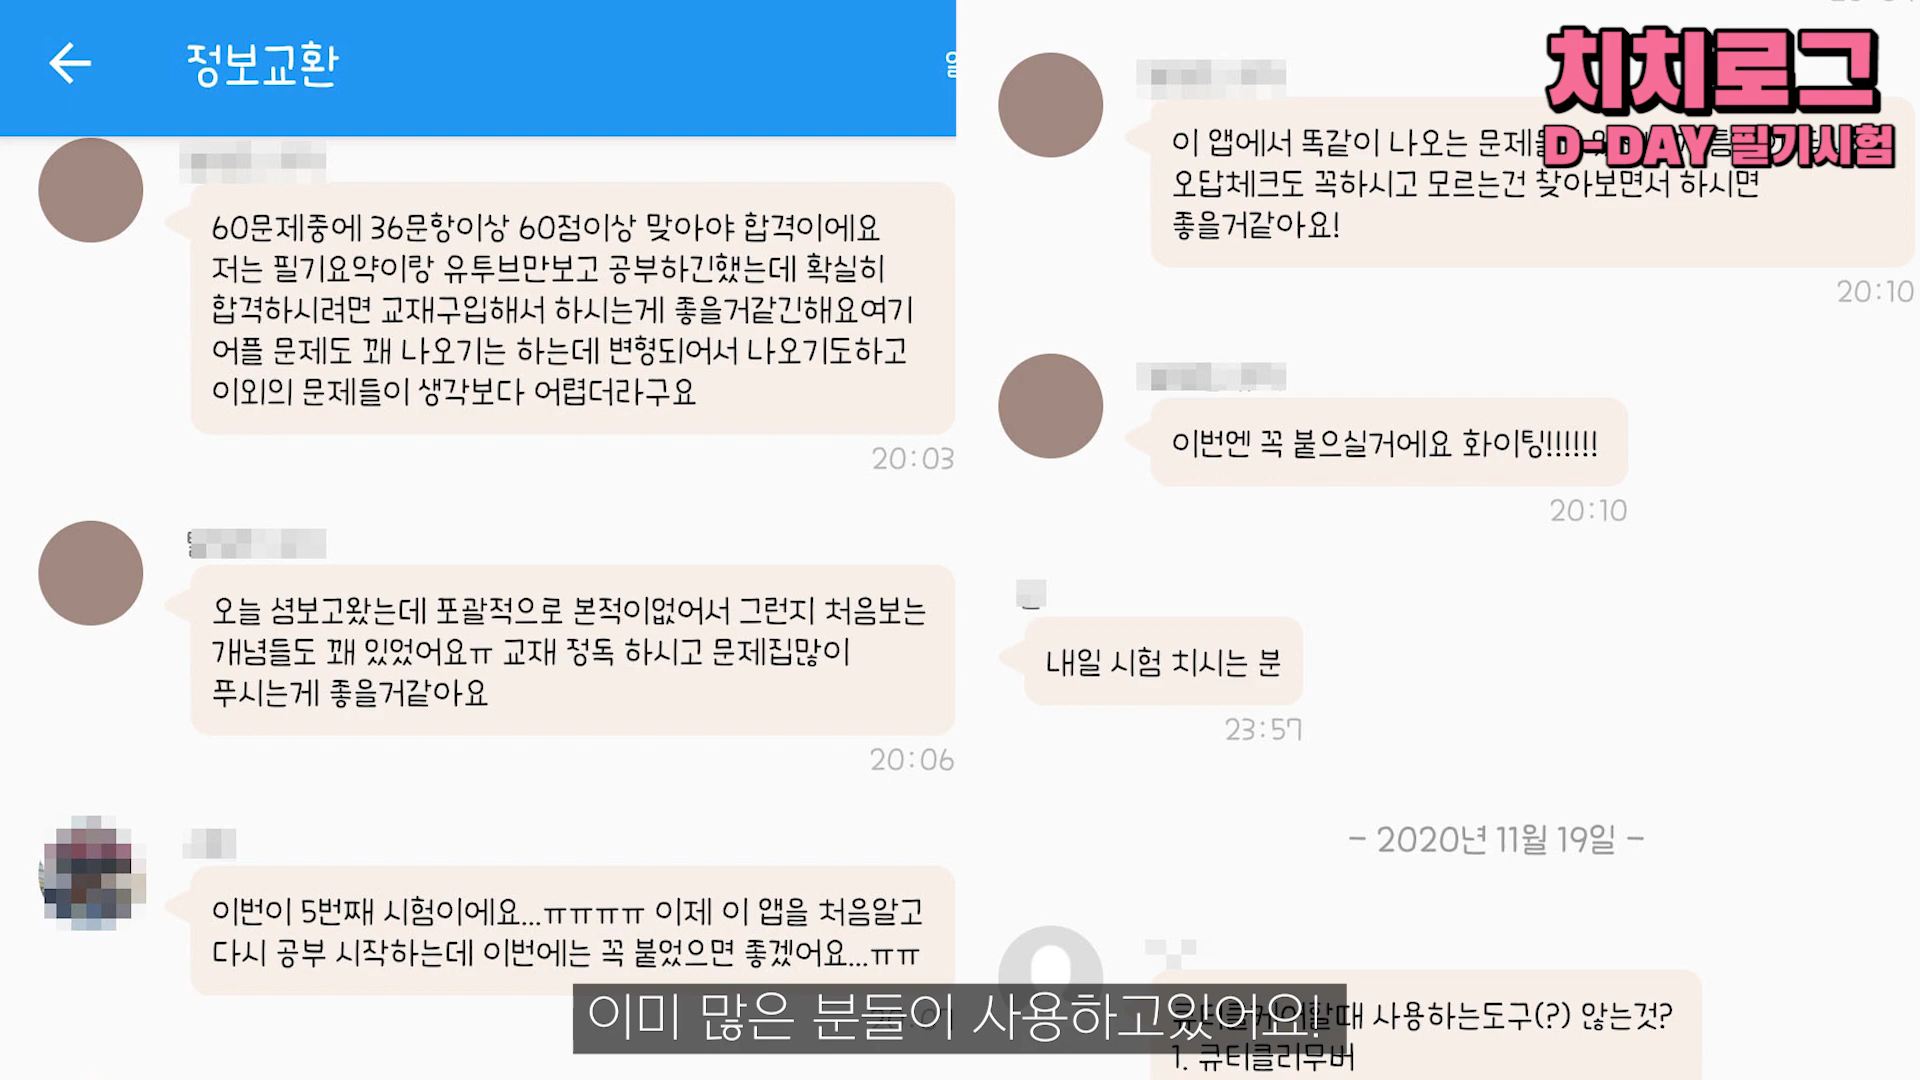 정보교환
60문제중에 36문항이상 60점이상 맞아야 합격이에요
저는 필기요약이랑 유투브만보고 공부하긴했는데 확실히
합격하시려면 교재구입해서 하시는게 좋을거같긴해요여기
어플 문제도 꽤 나오기는 하는데 변형되어서 나오기도하고
이외의 문제들이 생각보다 어렵더라구요
20:03
오늘 셤보고왔는데 포괄적으로 본적이없어서 그런지 처음보는
개념들도 꽤 있었어요ㅠ 교재 정독 하시고 문제집많이
푸시는게 좋을거같아요
20:06
이번이 5번째 시험이에요...ㅠㅠㅠㅠ 이제 이 앱을 처음알고
다시 공부 시작하는데 이번에는 꼭 붙었으면 좋겠어요...ㅠㅠ
치치로그
D-DAY 필기시험
이 앱에서 똑같이 나오는
오답체크도 꼭하시고 모르는건 찾아보면서 하시면
좋을거같아요!
20:10
이번엔 꼭 붙으실거에요 화이팅!!!!!!
20:10
내일 시험 치시는 분
23:57
- 2020년 11월 19일 -
사용하는도구(?) 않는것?
1. 큐티클리무버
이미 많은 분들이 사용하고있어요!